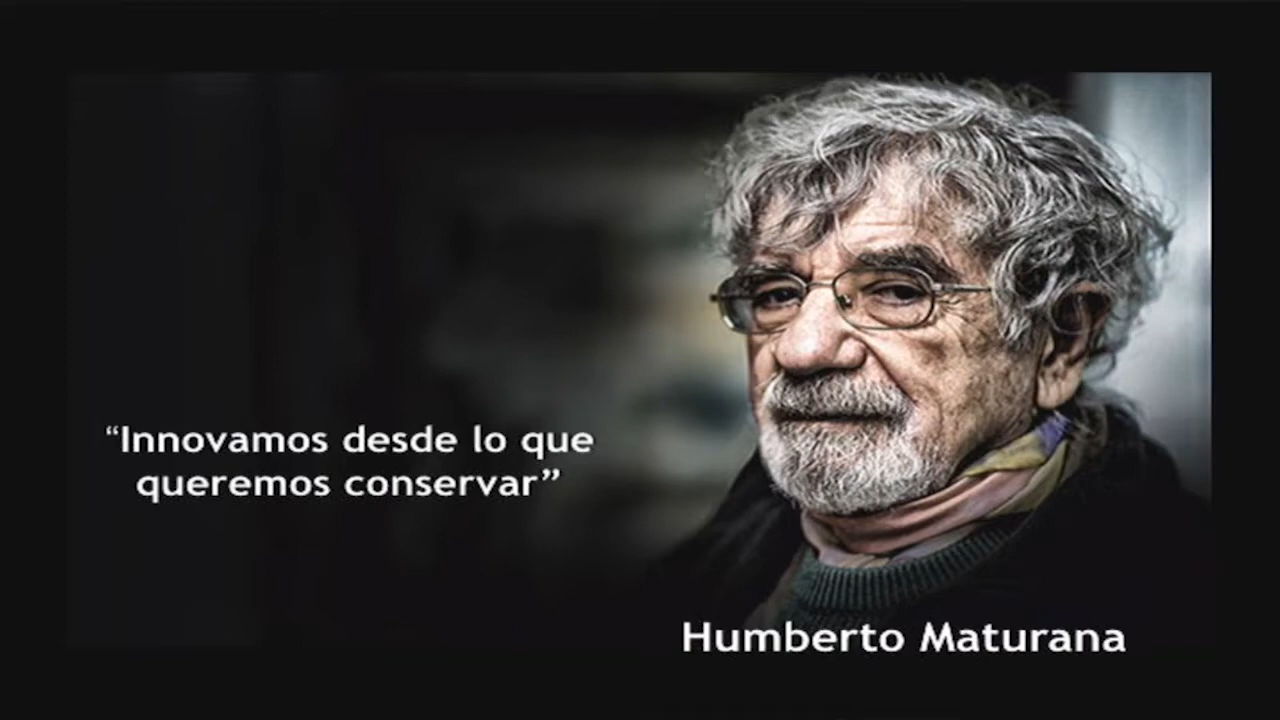 “Innovamos desde lo que
queremos conservar”
Humberto Maturana